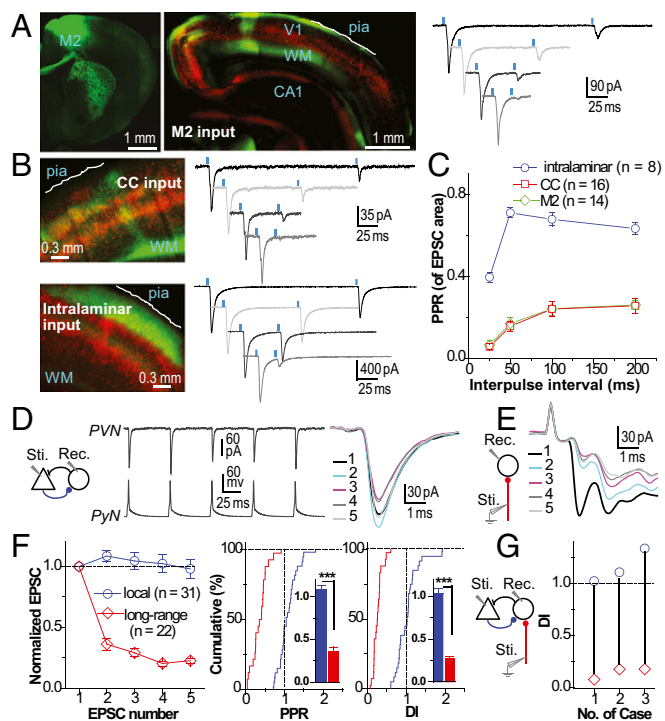 A
M2
1 mm
V1
pia
WM
CA1
M2 input
1 mm
90 pA
25 ms
B
pia
CC input
WM
0.3 mm
35 pA
25 ms
Intralaminar
input
pia
WM
0.3 mm
400 pA
25 ms
C
intralaminar (n = 8)
CC (n = 16)
M2 (n = 14)
PPR (of EPSC area)
0.8
0.4
0.0
0 50 100 150 200
Interpulse interval (ms)
D
Sti. Rec.
PVN
60
pA
60
mv
25 ms
PyN
1
2
3
4
5
30 pA
1 ms
E
Rec.
Sti.
30 pA
1 ms
1
2
3
4
5
F
Normalized EPSC
1.0
0.5
0.0
local (n = 31)
long-range
(n = 22)
1 2 3 4 5
EPSC number
Cumulative (%)
100
50
0
***
1.0
0.5
0.0
0 1 2
PPR
100
50
0
***
1.0
0.5
0.0
0 1 2
DI
G
Sti. Rec.
Sti.
DI
1.0
0.5
0.0
1 2 3
No. of Case